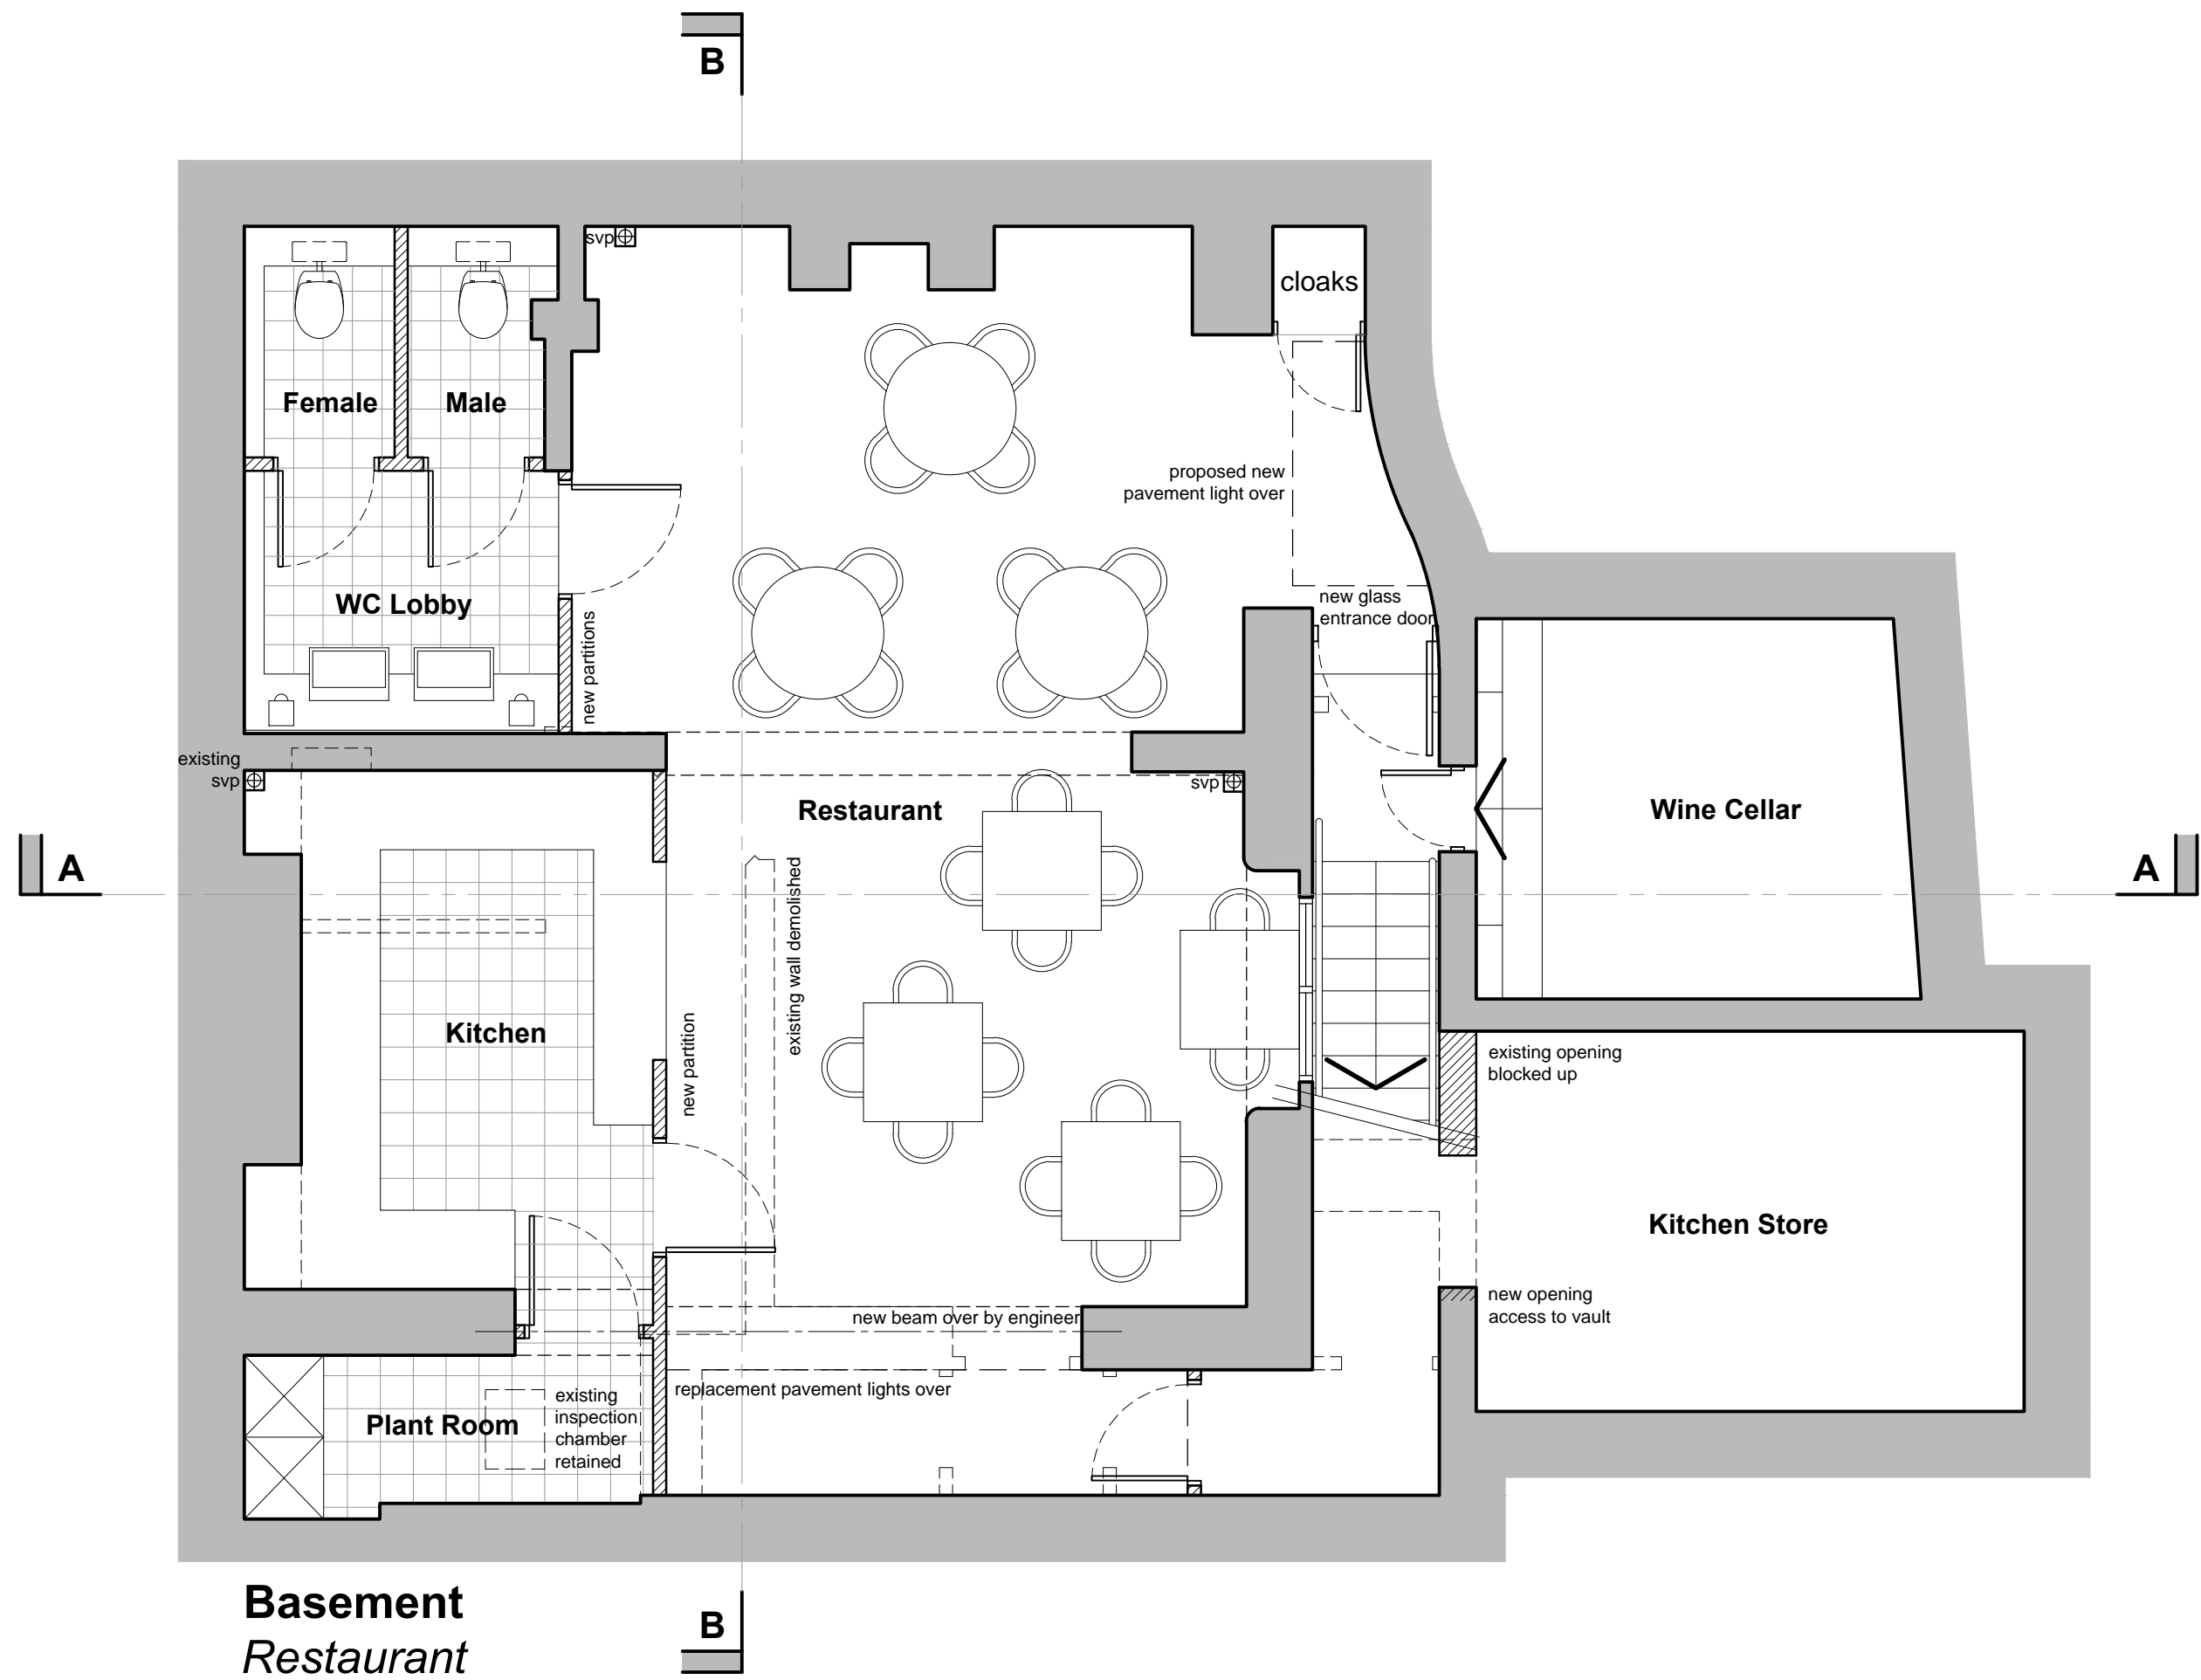 B
svp
cloaks
Female
Male
proposed new
pavement light over
new glass
entrance door
WC Lobby
new partitions
existing
svp
svp
Restaurant
Wine Cellar
A
A
existing wall demolished
Kitchen
new partition
existing opening
blocked up
Kitchen Store
new opening
access to vault
new beam over by engineer
replacement pavement lights over
Plant Room
existing
inspection
chamber
retained
Basement
Restaurant
B